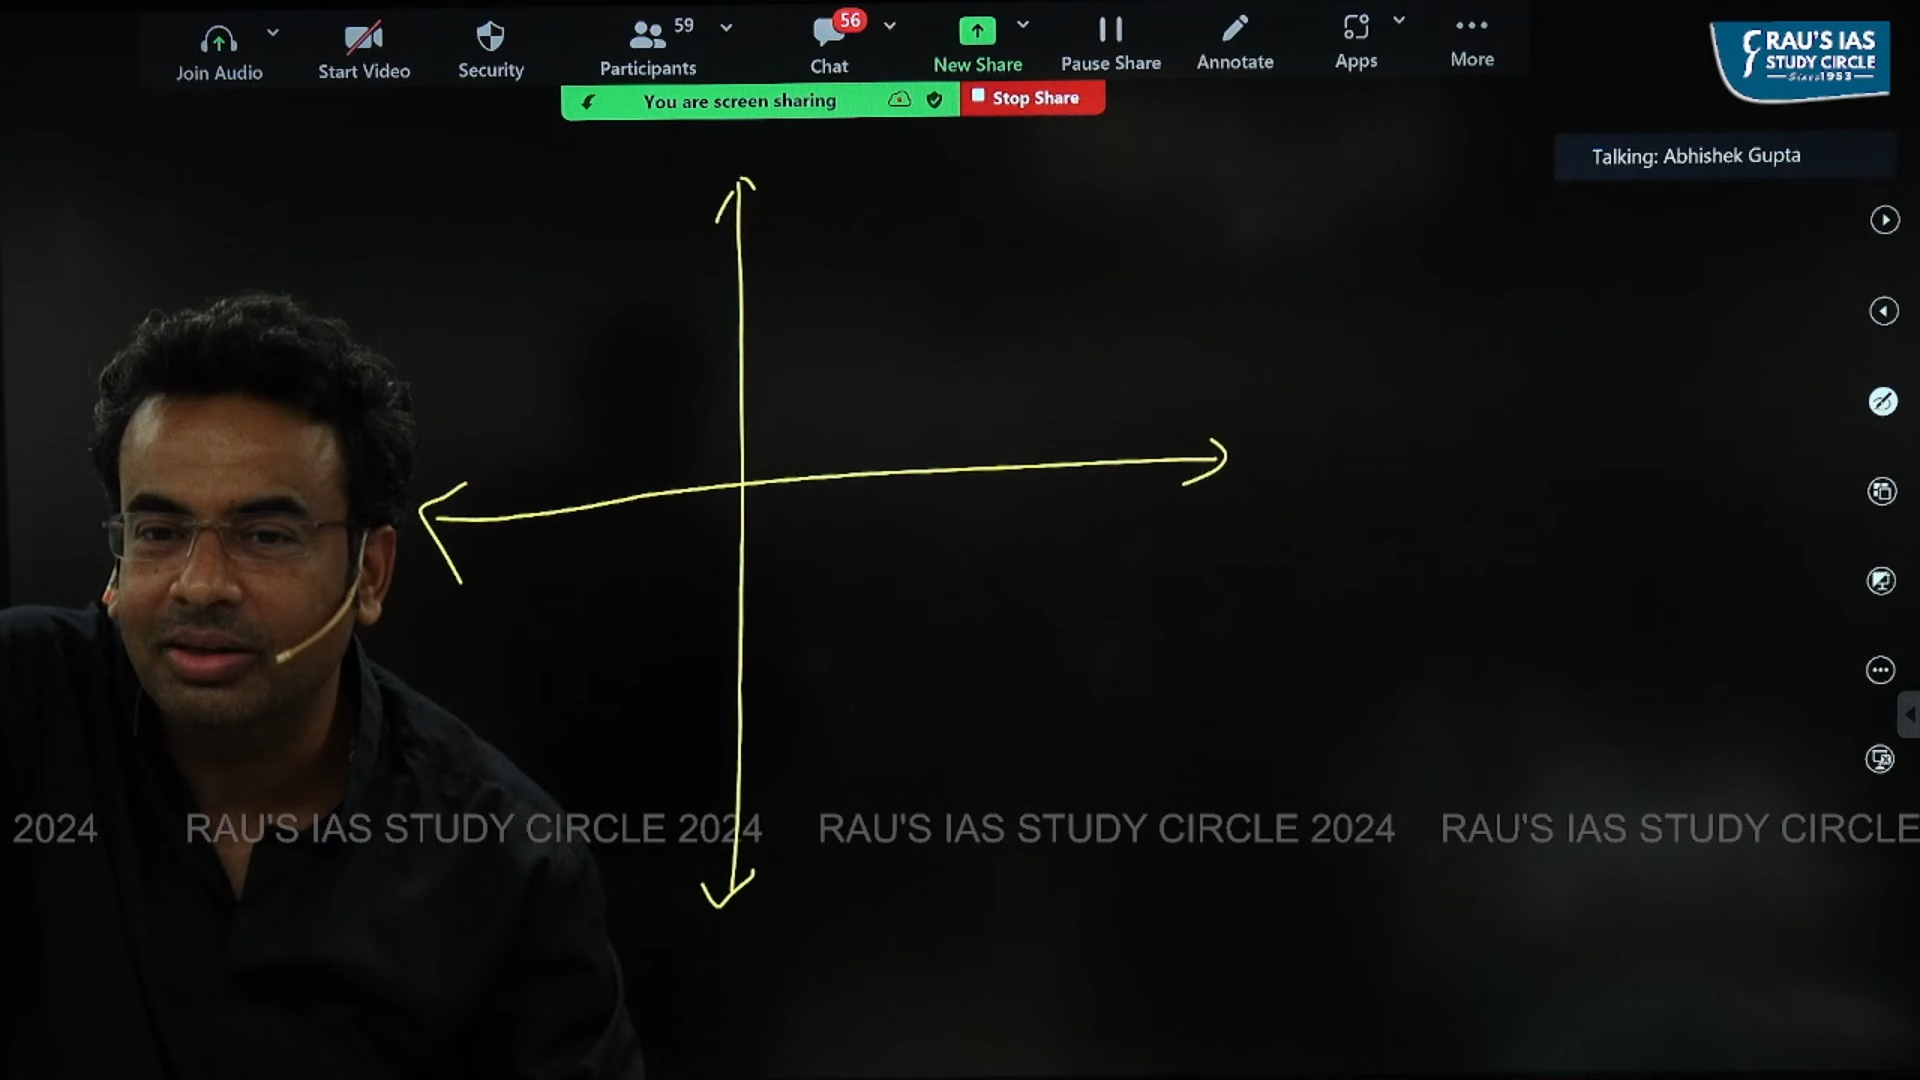 Join Audio
Start Video
Security
Participants 59
Chat 56
New Share
Pause Share
Annotate
Apps
More
You are screen sharing
Stop Share
RAU'S IAS
STUDY CIRCLE
Since 1953
Talking: Abhishek Gupta
2024 RAU'S IAS STUDY CIRCLE 2024 RAU'S IAS STUDY CIRCLE 2024 RAU'S IAS STUDY CIRCLE